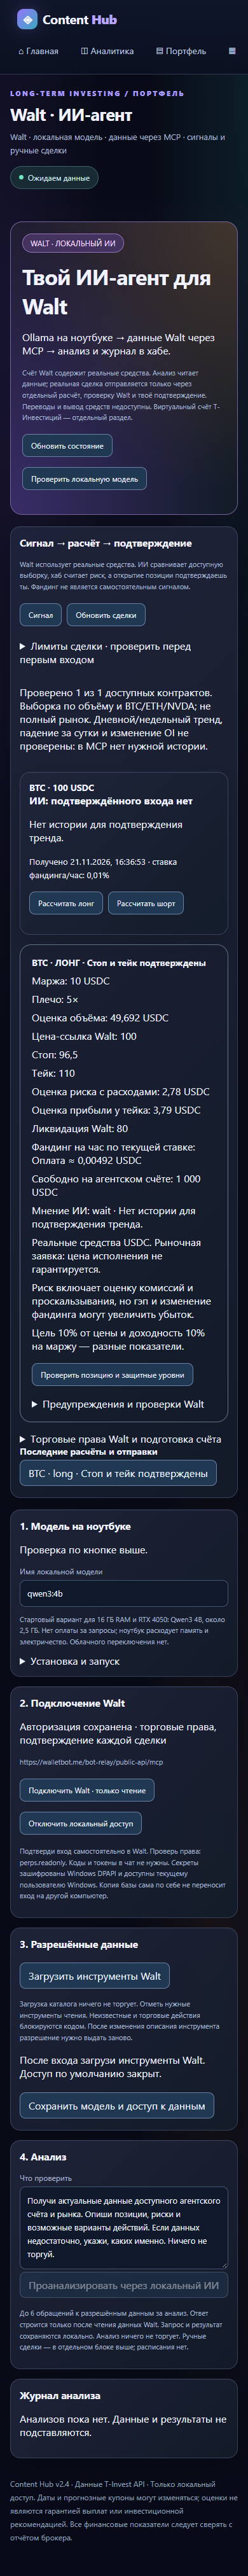 Content Hub
Главная Аналитика Портфель
LONG-TERM INVESTING / ПОРТФЕЛЬ
Walt · ИИ-агент
Walt · локальная модель · данные через MCP · сигналы и
ручные сделки
Ожидаем данные
WALT · ЛОКАЛЬНЫЙ ИИ
Твой ИИ-агент для
Walt
Ollama на ноутбуке → данные Walt через
MCP → анализ и журнал в хабе.
Счёт Walt содержит реальные средства. Анализ читает
данные; реальная сделка отправляется только через
отдельный расчёт, проверку Walt и твоё подтверждение.
Переводы и вывод средств недоступны. Виртуальный счёт Т-
Инвестиций — отдельный раздел.
Обновить состояние
Проверить локальную модель
Сигнал → расчёт → подтверждение
Walt использует реальные средства. ИИ сравнивает доступную
выборку, хаб считает риск, а открытие позиции подтверждаешь
ты. Фандинг не является самостоятельным сигналом.
Сигнал Обновить сделки
▶ Лимиты сделки · проверить перед
первым входом
Проверено 1 из 1 доступных контрактов.
Выборка по объёму и BTC/ETH/NVDA; не
полный рынок. Дневной/недельный тренд,
падение за сутки и изменение OI не
проверены: в MCP нет нужной истории.
BTC · 100 USDC
ИИ: подтверждённого входа нет
Нет истории для подтверждения
тренда.
Получено 21.11.2026, 16:36:53 · ставка
фандинга/час: 0,01%
Рассчитать лонг Рассчитать шорт
BTC · ЛОНГ · Стоп и тейк подтверждены
Маржа: 10 USDC
Плечо: 5×
Оценка объёма: 49,692 USDC
Цена-ссылка Walt: 100
Стоп: 96,5
Тейк: 110
Оценка риска с расходами: 2,78 USDC
Оценка прибыли у тейка: 3,79 USDC
Ликвидация Walt: 80
Фандинг на час по текущей ставке:
Оплата ≈ 0,00492 USDC
Свободно на агентском счёте: 1 000
USDC
Мнение ИИ: wait · Нет истории для
подтверждения тренда.
Реальные средства USDC. Рыночная
заявка: цена исполнения не
гарантируется.
Риск включает оценку комиссий и
проскальзывания, но гэп и изменение
фандинга могут увеличить убыток.
Цель 10% от цены и доходность 10%
на маржу — разные показатели.
Проверить позицию и защитные уровни
▶ Предупреждения и проверки Walt
▶ Торговые права Walt и подготовка счёта
Последние расчёты и отправки
BTC · long · Стоп и тейк подтверждены
1. Модель на ноутбуке
Проверка по кнопке выше.
Имя локальной модели
qwen3:4b
Стартовый вариант для 16 ГБ RAM и RTX 4050: Qwen3 4B, около
2,5 ГБ. Нет оплаты за запросы; ноутбук расходует память и
электричество. Облачного переключения нет.
▶ Установка и запуск
2. Подключение Walt
Авторизация сохранена · торговые права,
подтверждение каждой сделки
https://walletbot.me/bot-relay/public-api/mcp
Подключить Walt · только чтение
Отключить локальный доступ
Подтверди вход самостоятельно в Walt. Проверь права:
perps.readonly. Коды и токены в чат не нужны. Секреты
зашифрованы Windows DPAPI и доступны текущему
пользователю Windows. Копия базы сама по себе не переносит
вход на другой компьютер.
3. Разрешённые данные
Загрузить инструменты Walt
Загрузка каталога ничего не торгует. Отметь нужные
инструменты чтения. Неизвестные и торговые действия
блокируются кодом. После изменения описания инструмента
разрешение нужно выдать заново.
После входа загрузи инструменты Walt.
Доступ по умолчанию закрыт.
Сохранить модель и доступ к данным
4. Анализ
Что проверить
Получи актуальные данные доступного агентского
счёта и рынка. Опиши позиции, риски и
возможные варианты действий. Если данных
недостаточно, укажи, каких именно. Ничего не
торгуй.
Проанализировать через локальный ИИ
До 6 обращений к разрешённым данным за анализ. Ответ
строится только после чтения данных Walt. Запрос и результат
сохраняются локально. Анализ ничего не торгует. Ручные
сделки — в отдельном блоке выше; расписания нет.
Журнал анализа
Анализов пока нет. Данные и результаты не
подставляются.
Content Hub v2.4 · Данные T-Invest API · Только локальный
доступ. Даты и прогнозные купоны могут изменяться; оценки не
являются гарантией выплат или инвестиционной
рекомендацией. Все финансовые показатели следует сверять с
отчётом брокера.